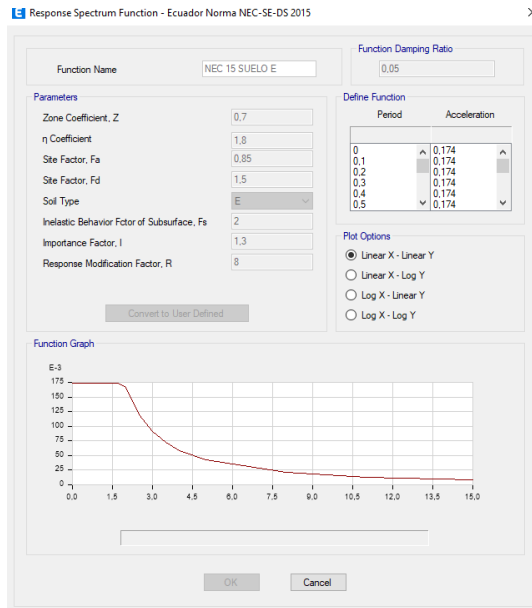 Response Spectrum Function - Ecuador Norma NEC-SE-DS 2015
Function Name
NEC 15 SUELO E
Function Damping Ratio
0,05
Parameters
Zone Coefficient, Z
0,7
η Coefficient
1,8
Site Factor, Fa
0,85
Site Factor, Fd
1,5
Soil Type
E
Inelastic Behavior Fctor of Subsurface, Fs
2
Importance Factor, I
1,3
Response Modification Factor, R
8
Convert to User Defined
Define Function
Period Acceleration
0 0,174
0,1 0,174
0,2 0,174
0,3 0,174
0,4 0,174
0,5 0,174
Plot Options
Linear X - Linear Y
Linear X - Log Y
Log X - Linear Y
Log X - Log Y
Function Graph
E-3
175
150
125
100
75
50
25
0
0,0 1,5 3,0 4,5 6,0 7,5 9,0 10,5 12,0 13,5 15,0
OK
Cancel